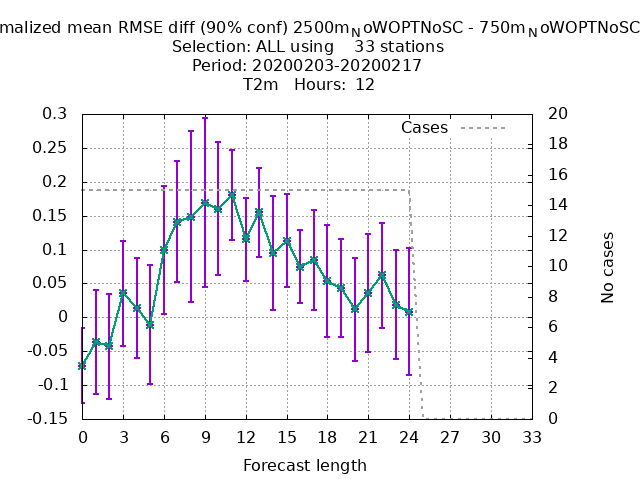 malized mean RMSE diff (90% conf) 2500mNoWOPTNoSC - 750mNoWOPTNoSC
Selection: ALL using 33 stations
Period: 20200203-20200217
T2m Hours: 12
Cases
0.3
0.25
0.2
0.15
0.1
0.05
0
-0.05
-0.1
-0.15
20
18
16
14
12
10
8
6
4
2
0
No cases
0 3 6 9 12 15 18 21 24 27 30 33
Forecast length